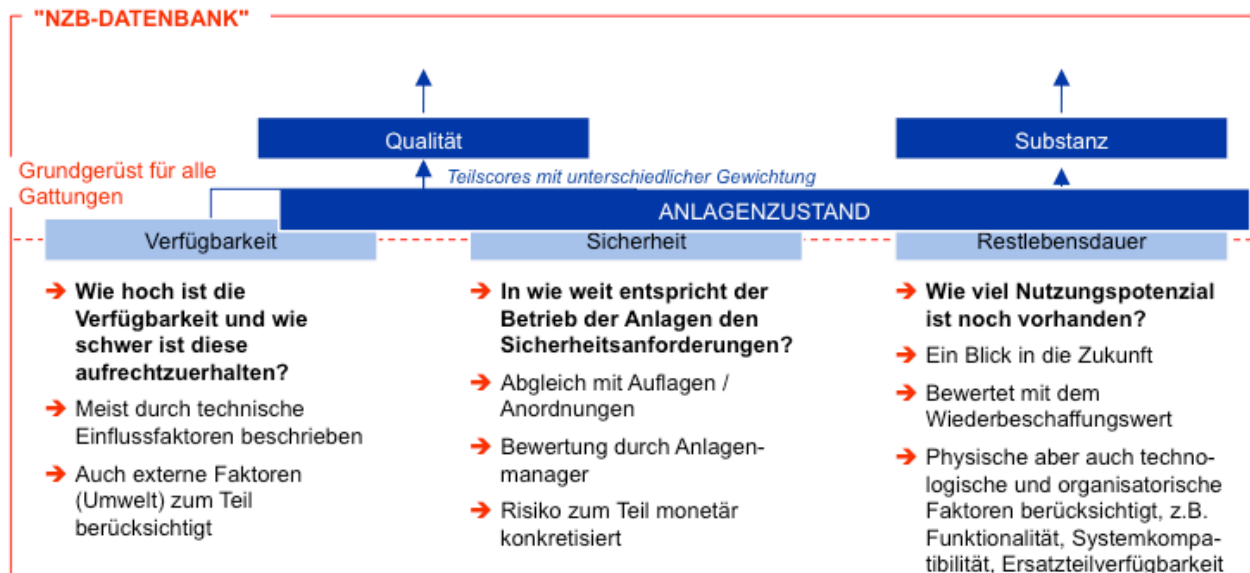 "NZB-DATENBANK"
Qualität
Substanz
Grundgerüst für alle
Gattungen
Teilscores mit unterschiedlicher Gewichtung
ANLAGENZUSTAND
Verfügbarkeit
Sicherheit
Restlebensdauer
Wie hoch ist die
Verfügbarkeit und wie
schwer ist diese
aufrechtzuerhalten?
Meist durch technische
Einflussfaktoren beschrieben
Auch externe Faktoren
(Umwelt) zum Teil
berücksichtigt
In wie weit entspricht der
Betrieb der Anlagen den
Sicherheitsanforderungen?
Abgleich mit Auflagen /
Anordnungen
Bewertung durch Anlagen-
manager
Risiko zum Teil monetär
konkretisiert
Wie viel Nutzungspotenzial
ist noch vorhanden?
Ein Blick in die Zukunft
Bewertet mit dem
Wiederbeschaffungswert
Physische aber auch techno-
logische und organisatorische
Faktoren berücksichtigt, z.B.
Funktionalität, Systemkompa-
tibilität, Ersatzteilverfügbarkeit